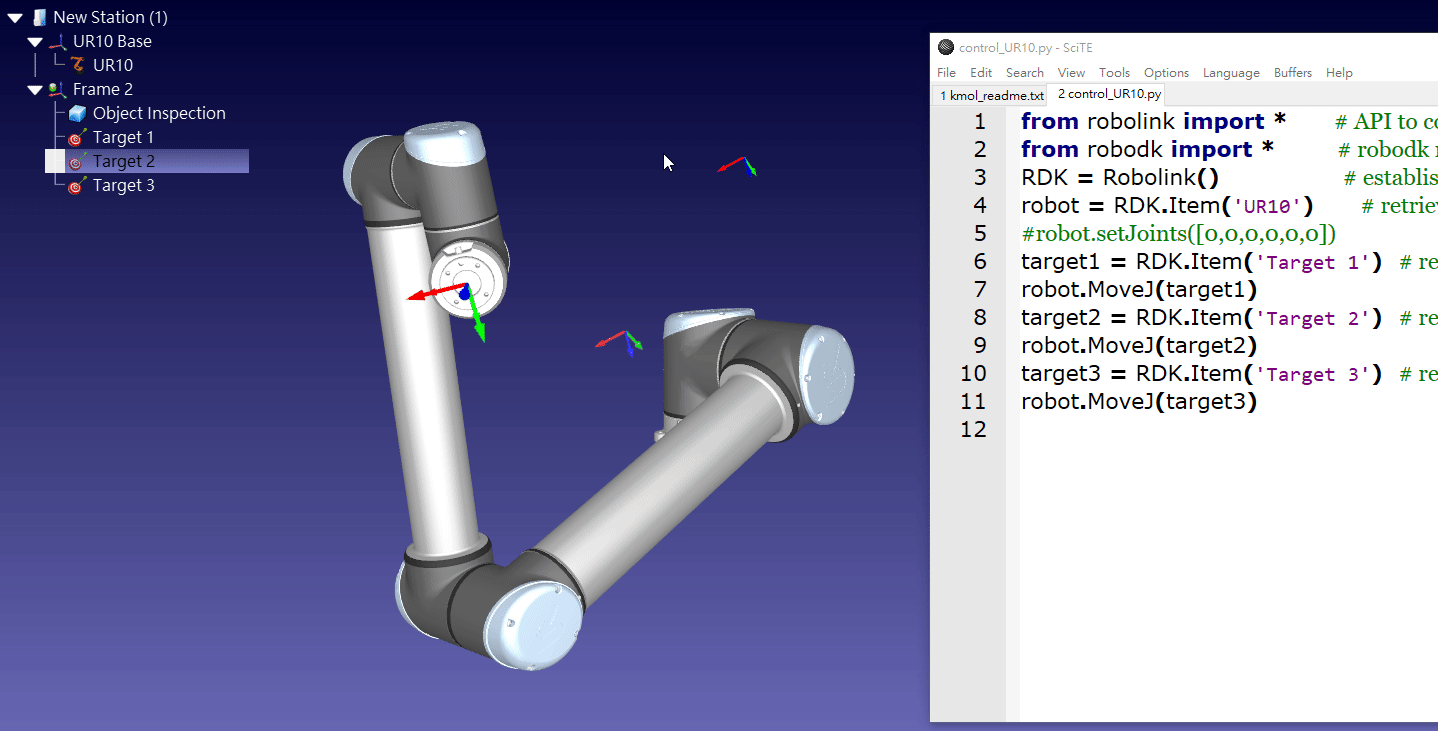 New Station (1)
UR10 Base
UR10
Frame 2
Object Inspection
Target 1
Target 2
Target 3
control_UR10.py - SciTE
File Edit Search View Tools Options Language Buffers Help
1 kmol_readme.txt 2 control_UR10.py
1 from robolink import * # API to co
2 from robodk import * # robodk r
3 RDK = Robolink() # establis
4 robot = RDK.Item('UR10') # retriev
5 #robot.setJoints([0,0,0,0,0,0])
6 target1 = RDK.Item('Target 1') # re
7 robot.MoveJ(target1)
8 target2 = RDK.Item('Target 2') # re
9 robot.MoveJ(target2)
10 target3 = RDK.Item('Target 3') # re
11 robot.MoveJ(target3)
12